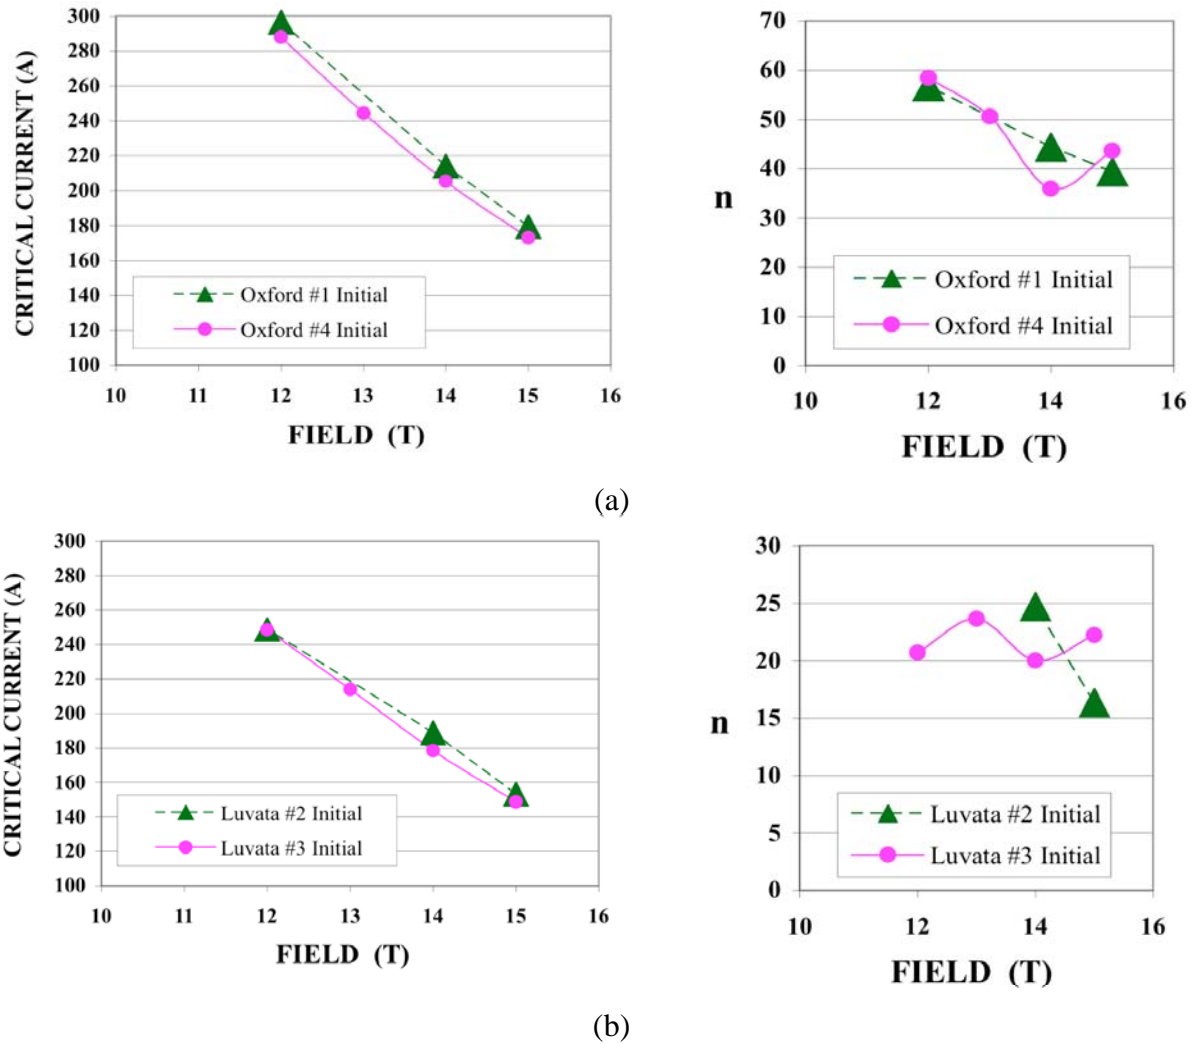 300
280
260
240
220
200
180
160
140
120
100
CRITICAL CURRENT (A)
Oxford #1 Initial
Oxford #4 Initial
10 11 12 13 14 15 16
FIELD (T)
70
60
50
40
30
20
10
0
n
Oxford #1 Initial
Oxford #4 Initial
10 12 14 16
FIELD (T)
(a)
300
280
260
240
220
200
180
160
140
120
100
CRITICAL CURRENT (A)
Luvata #2 Initial
Luvata #3 Initial
10 11 12 13 14 15 16
FIELD (T)
30
25
20
15
10
5
0
n
Luvata #2 Initial
Luvata #3 Initial
10 12 14 16
FIELD (T)
(b)